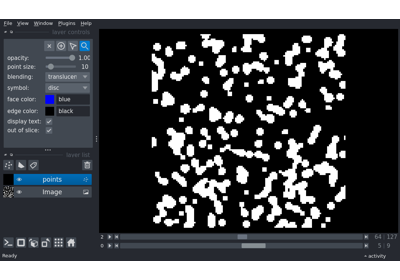 File View Window Plugins Help
layer controls
opacity: 1.00
point size: 10
blending: translucen
symbol: disc
face color: blue
edge color: black
display text:
out of slice:
layer list
points
Image
2 64 127
0 5 9
Ready activity